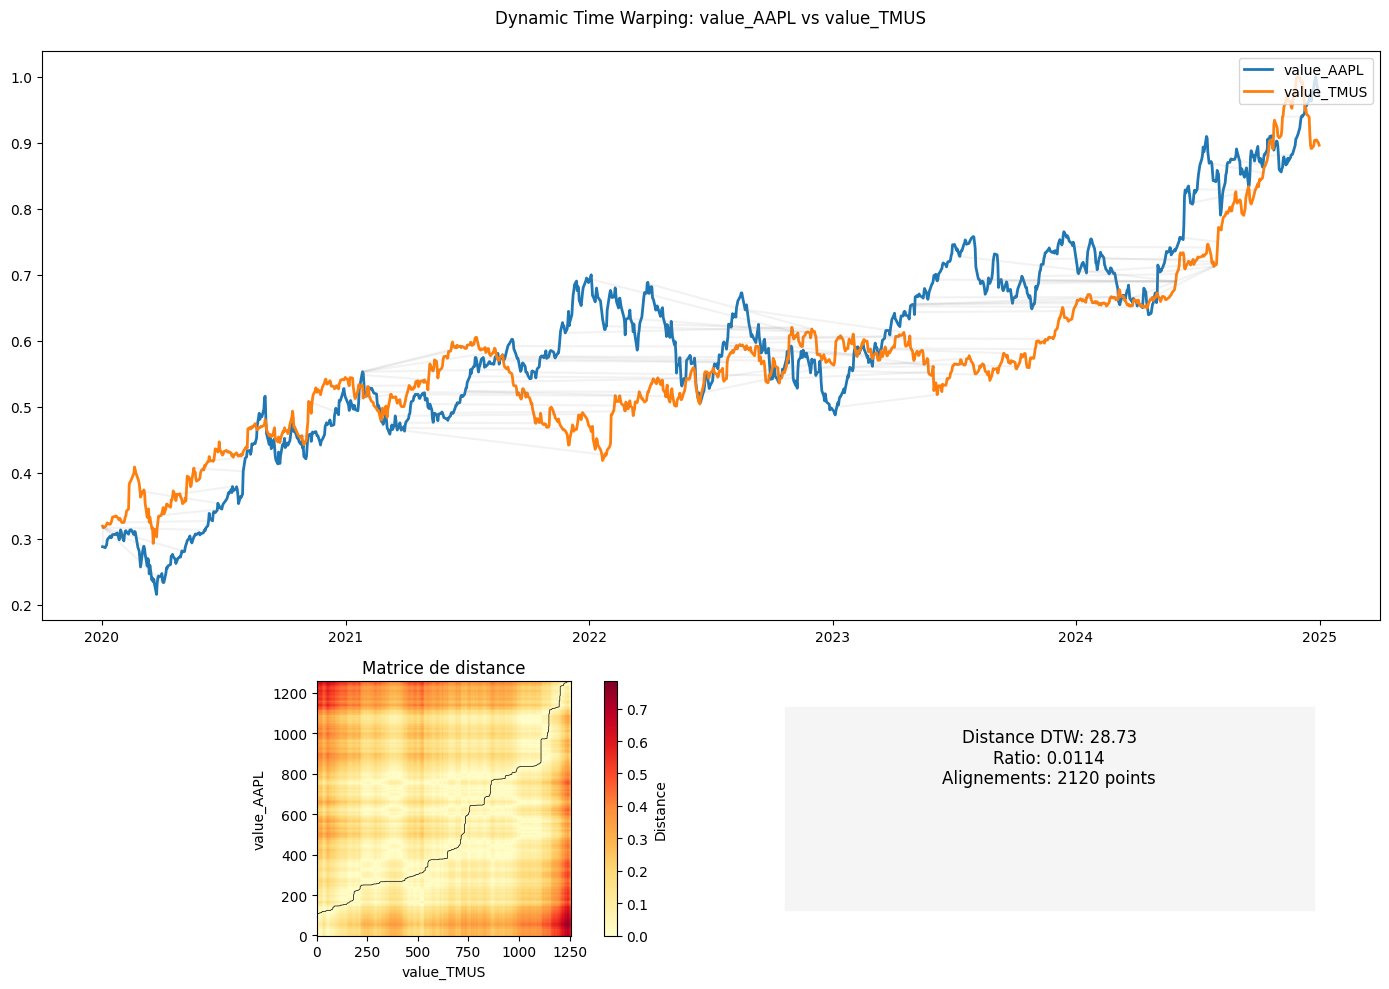 Dynamic Time Warping: value_AAPL vs value_TMUS
value_AAPL
value_TMUS
1.0
0.9
0.8
0.7
0.6
0.5
0.4
0.3
0.2
2020 2021 2022 2023 2024 2025
Matrice de distance
value_AAPL
1200
1000
800
600
400
200
0
0 250 500 750 1000 1250
value_TMUS
0.7
0.6
0.5
0.4
0.3
0.2
0.1
0.0
Distance
Distance DTW: 28.73
Ratio: 0.0114
Alignements: 2120 points